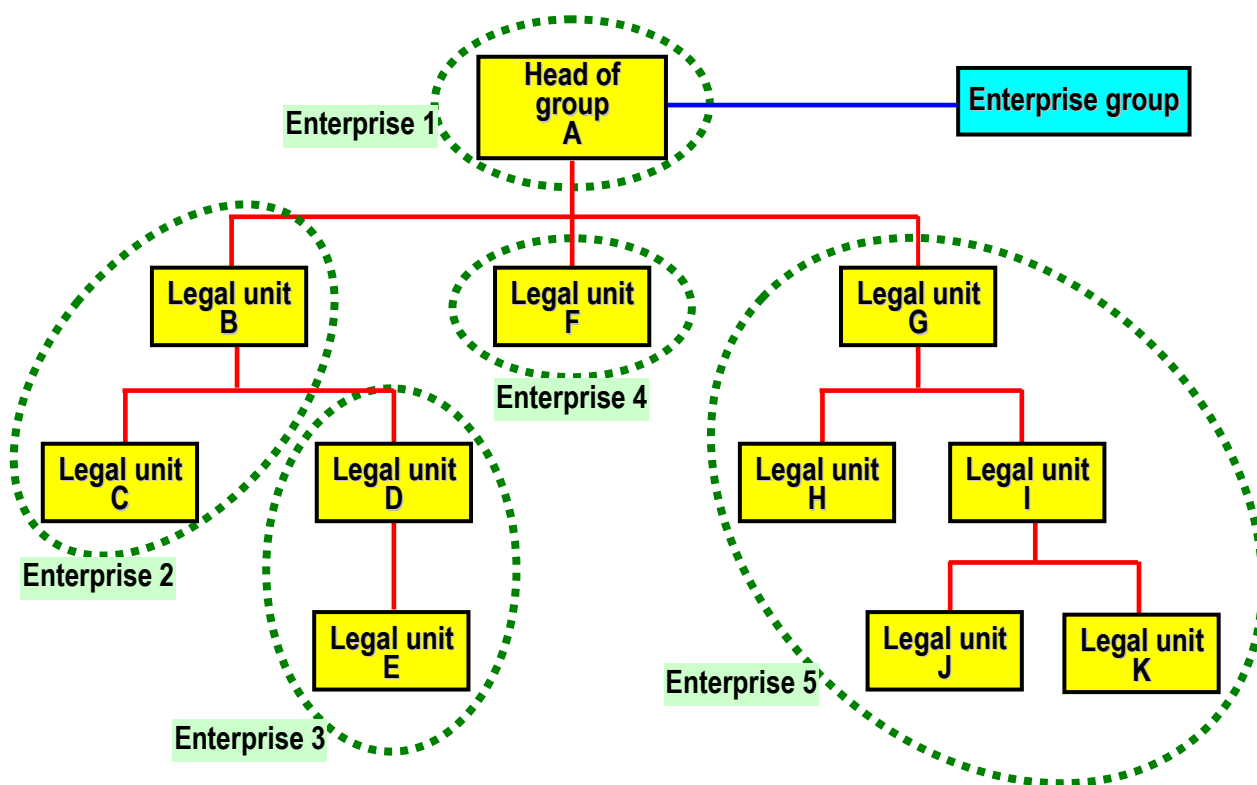 Head of
group
A
Enterprise group
Enterprise 1
Legal unit
B
Legal unit
F
Legal unit
G
Enterprise 4
Legal unit
C
Legal unit
D
Legal unit
H
Legal unit
I
Enterprise 2
Legal unit
E
Legal unit
J
Legal unit
K
Enterprise 5
Enterprise 3